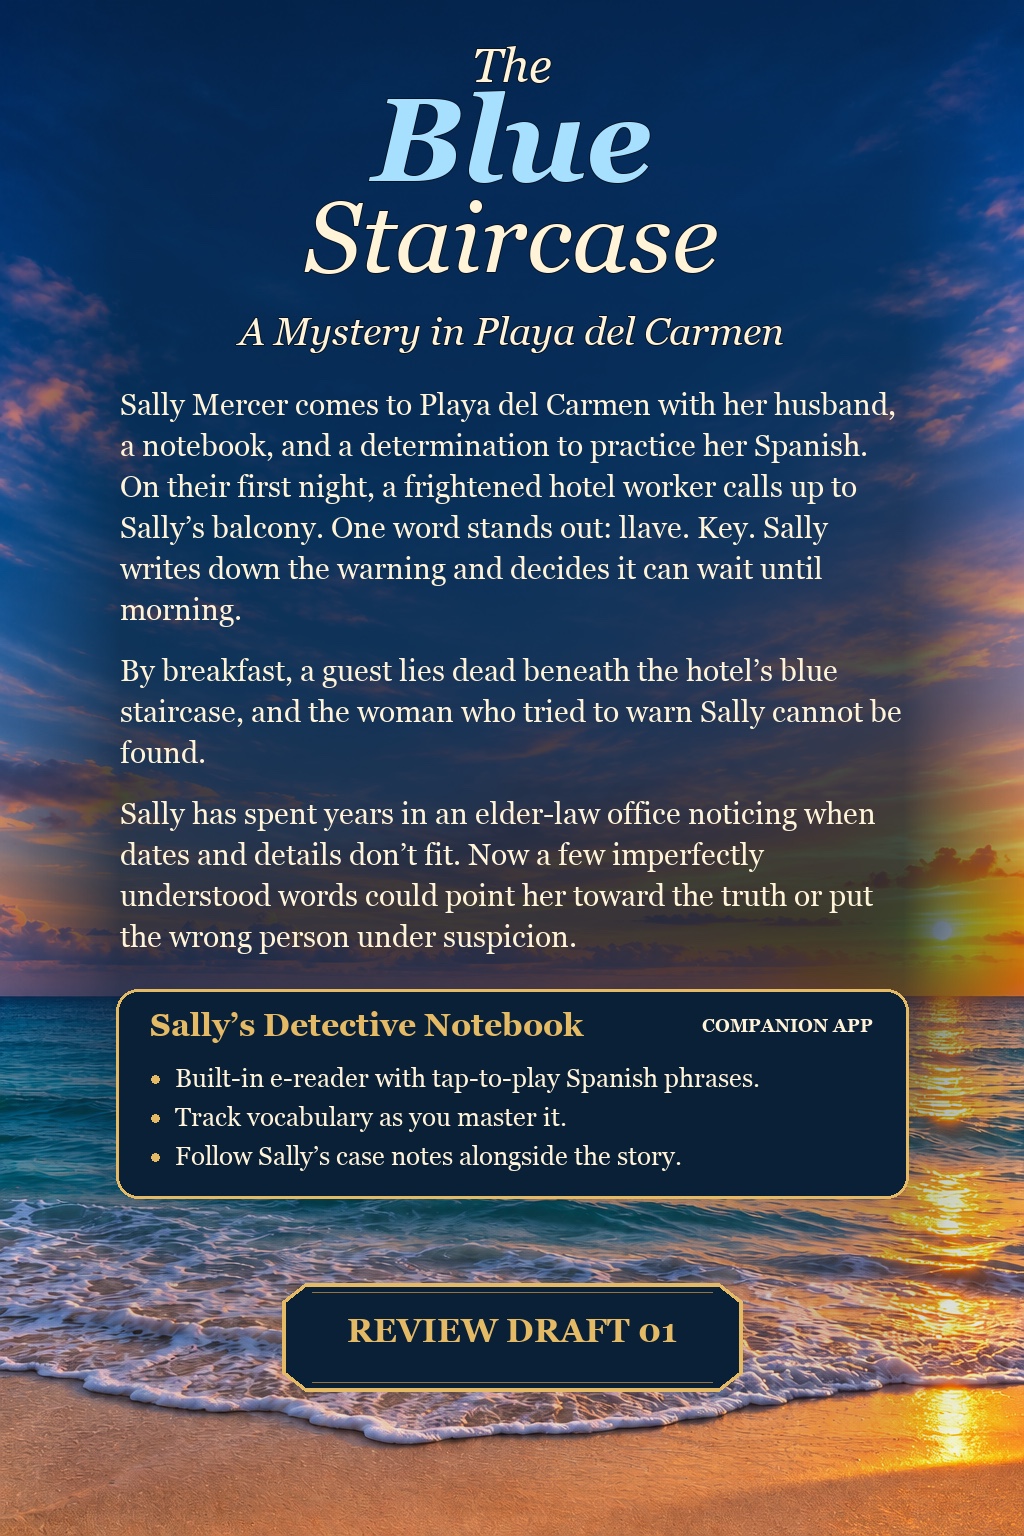 The
Blue
Staircase
A Mystery in Playa del Carmen
Sally Mercer comes to Playa del Carmen with her husband,
a notebook, and a determination to practice her Spanish.
On their first night, a frightened hotel worker calls up to
Sally’s balcony. One word stands out: llave. Key. Sally
writes down the warning and decides it can wait until
morning.
By breakfast, a guest lies dead beneath the hotel’s blue
staircase, and the woman who tried to warn Sally cannot be
found.
Sally has spent years in an elder-law office noticing when
dates and details don’t fit. Now a few imperfectly
understood words could point her toward the truth or put
the wrong person under suspicion.
Sally’s Detective Notebook
COMPANION APP
• Built-in e-reader with tap-to-play Spanish phrases.
• Track vocabulary as you master it.
• Follow Sally’s case notes alongside the story.
REVIEW DRAFT 01